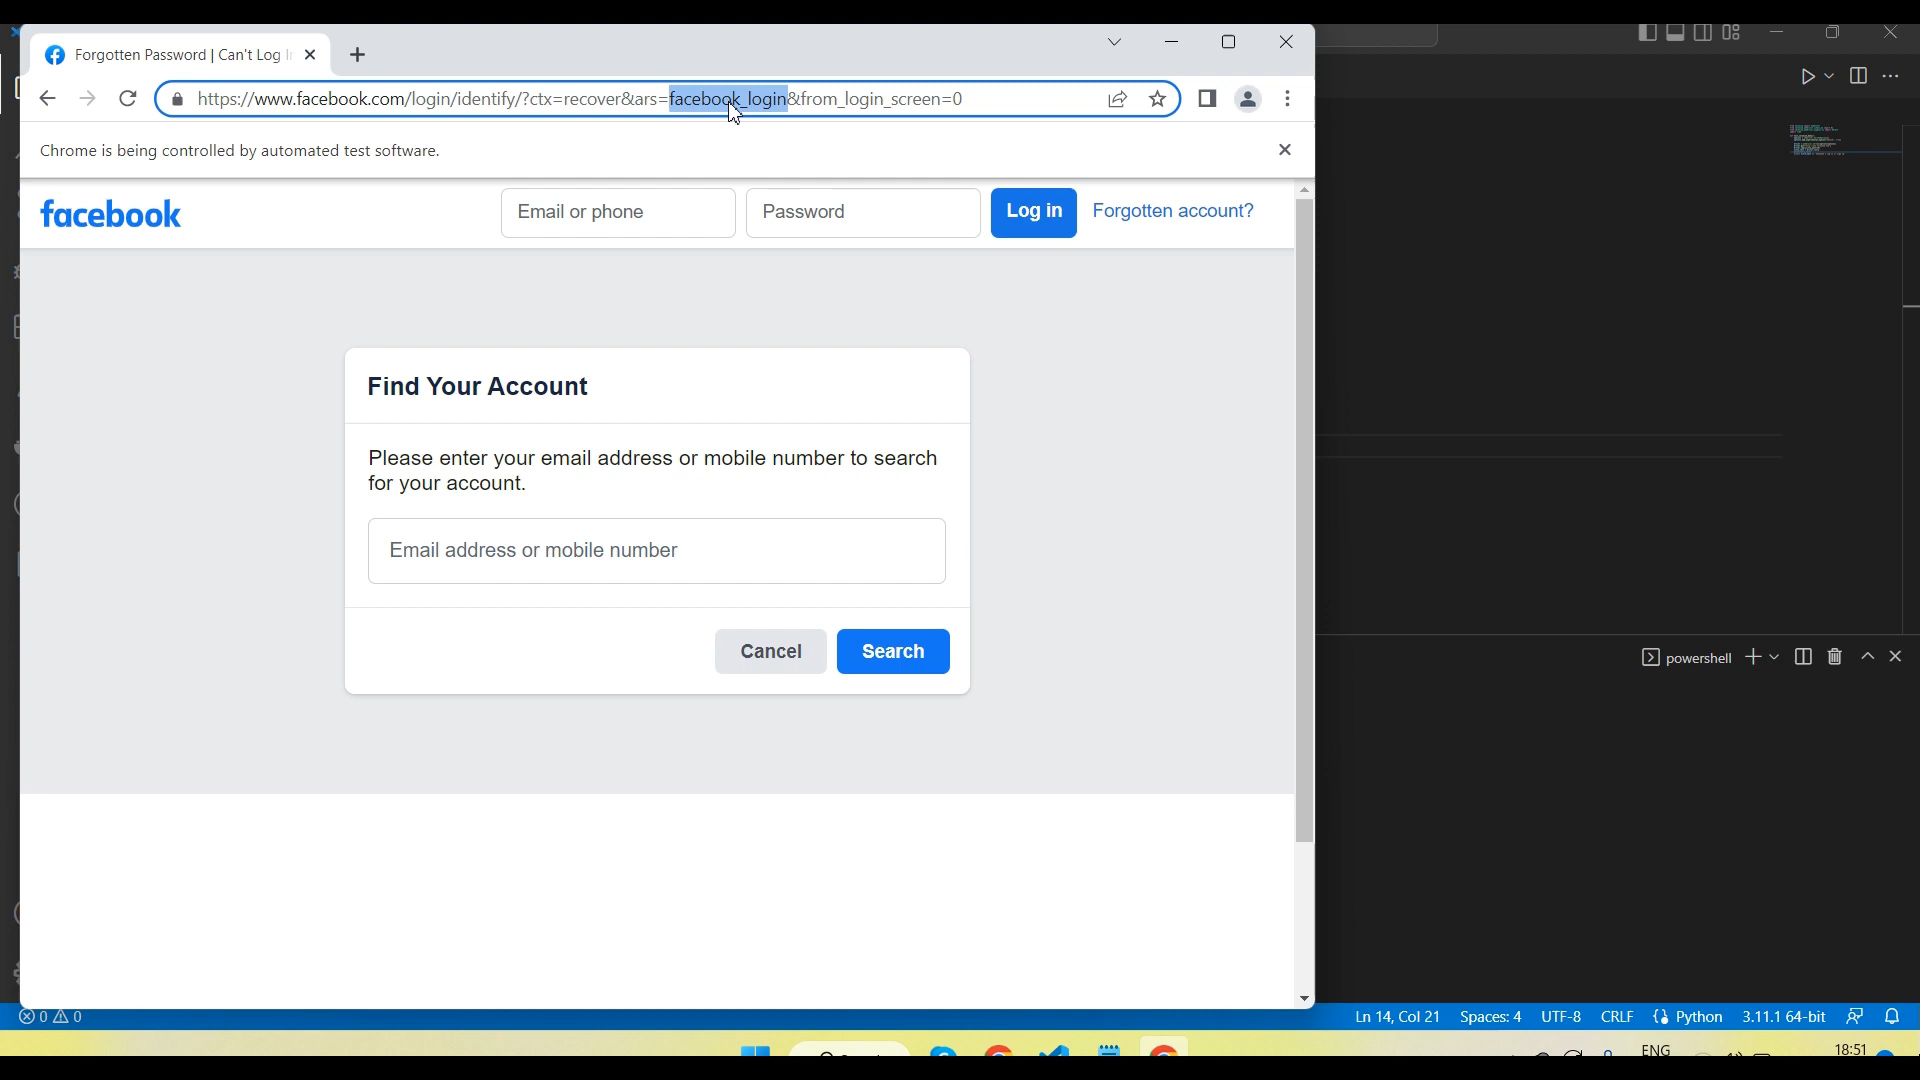 Forgotten Password | Can't Log I
https://www.facebook.com/login/identify/?ctx=recover&ars=facebook_login&from_login_screen=0
Chrome is being controlled by automated test software.
facebook
Email or phone
Password
Log in
Forgotten account?
Find Your Account
Please enter your email address or mobile number to search
for your account.
Email address or mobile number
Cancel
Search
powershell
0
0
Ln 14, Col 21
Spaces: 4
UTF-8
CRLF
Python
3.11.1 64-bit
ENG
18:51